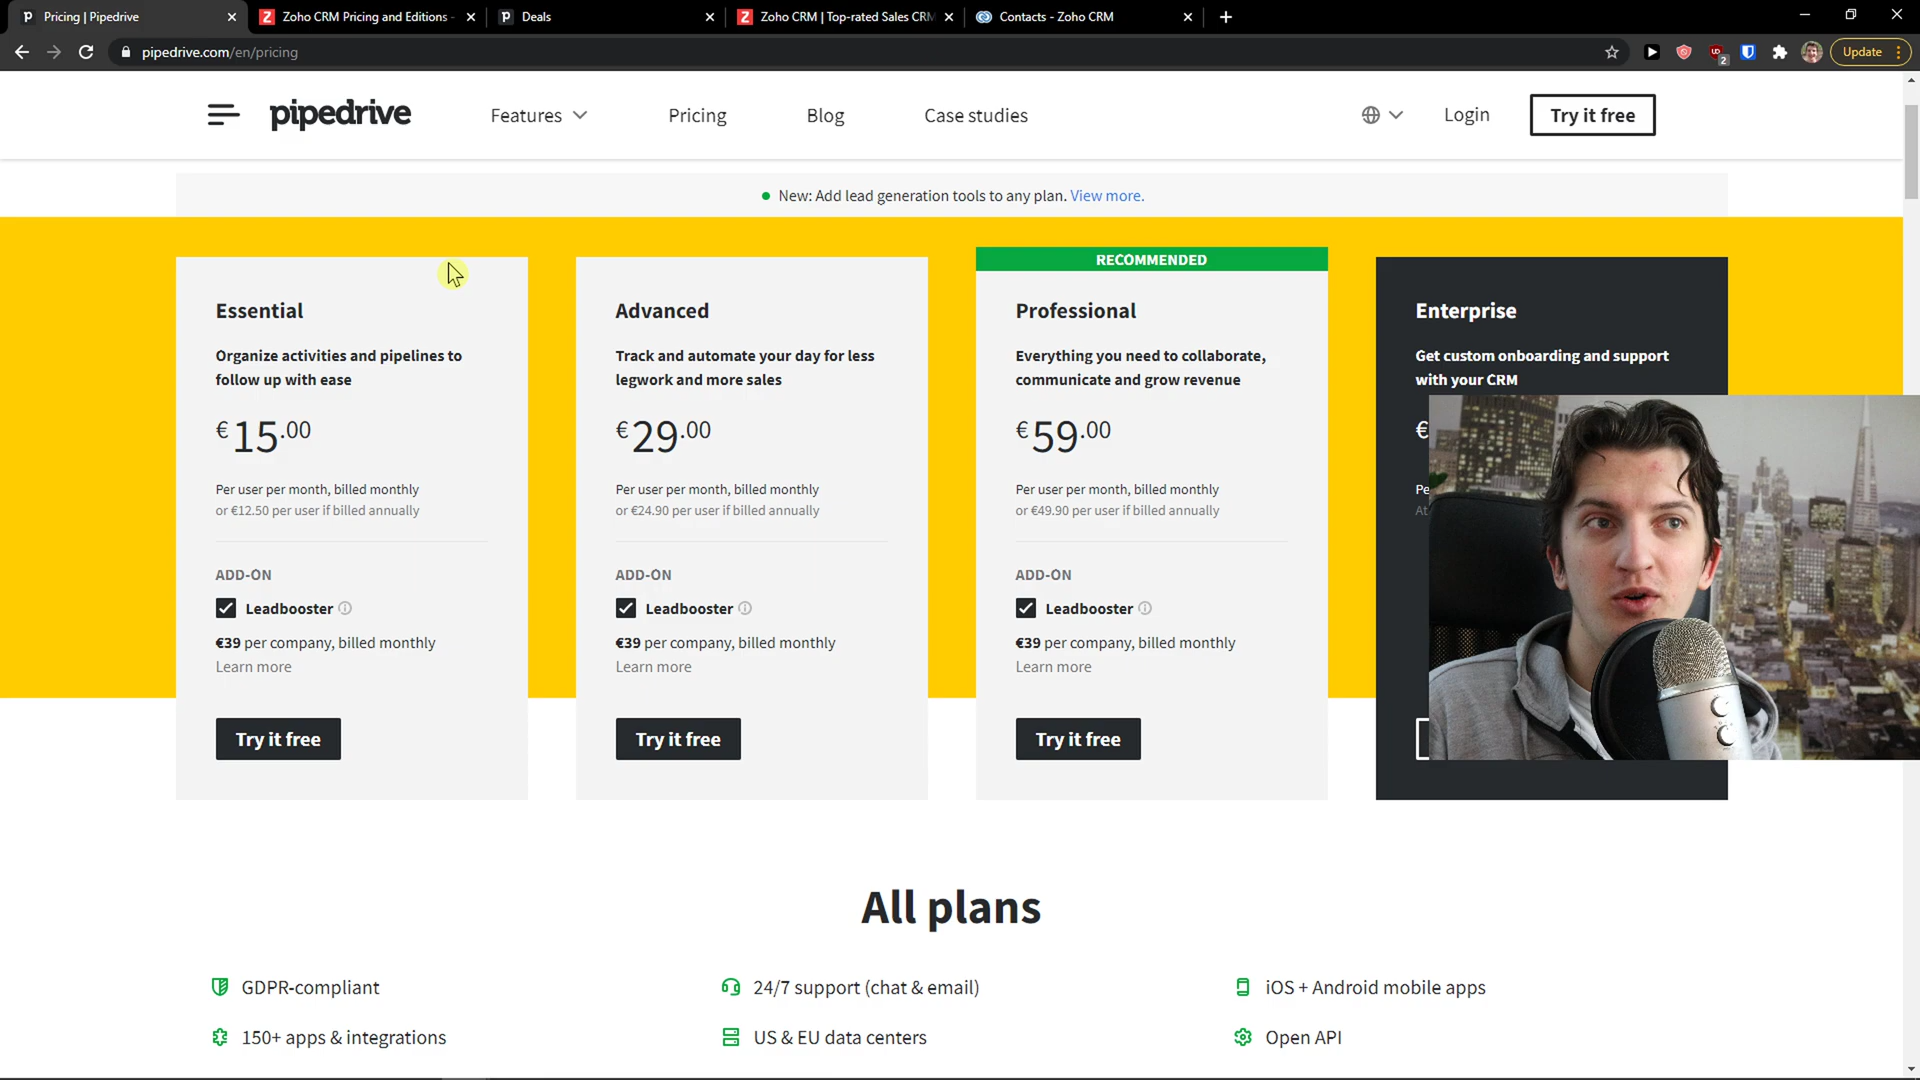 Pricing | Pipedrive
Zoho CRM Pricing and Editions -
Deals
Zoho CRM | Top-rated Sales CRM
Contacts - Zoho CRM
pipedrive.com/en/pricing
2
Update
pipedrive
Features
Pricing
Blog
Case studies
Login
Try it free
New: Add lead generation tools to any plan. View more.
Essential
Organize activities and pipelines to
follow up with ease
€15.00
Per user per month, billed monthly
or €12.50 per user if billed annually
ADD-ON
Leadbooster
€39 per company, billed monthly
Learn more
Try it free
Advanced
Track and automate your day for less
legwork and more sales
€29.00
Per user per month, billed monthly
or €24.90 per user if billed annually
ADD-ON
Leadbooster
€39 per company, billed monthly
Learn more
Try it free
RECOMMENDED
Professional
Everything you need to collaborate,
communicate and grow revenue
€59.00
Per user per month, billed monthly
or €49.90 per user if billed annually
ADD-ON
Leadbooster
€39 per company, billed monthly
Learn more
Try it free
Enterprise
Get custom onboarding and support
with your CRM
€
Pe
At
All plans
GDPR-compliant
24/7 support (chat & email)
iOS + Android mobile apps
150+ apps & integrations
US & EU data centers
Open API